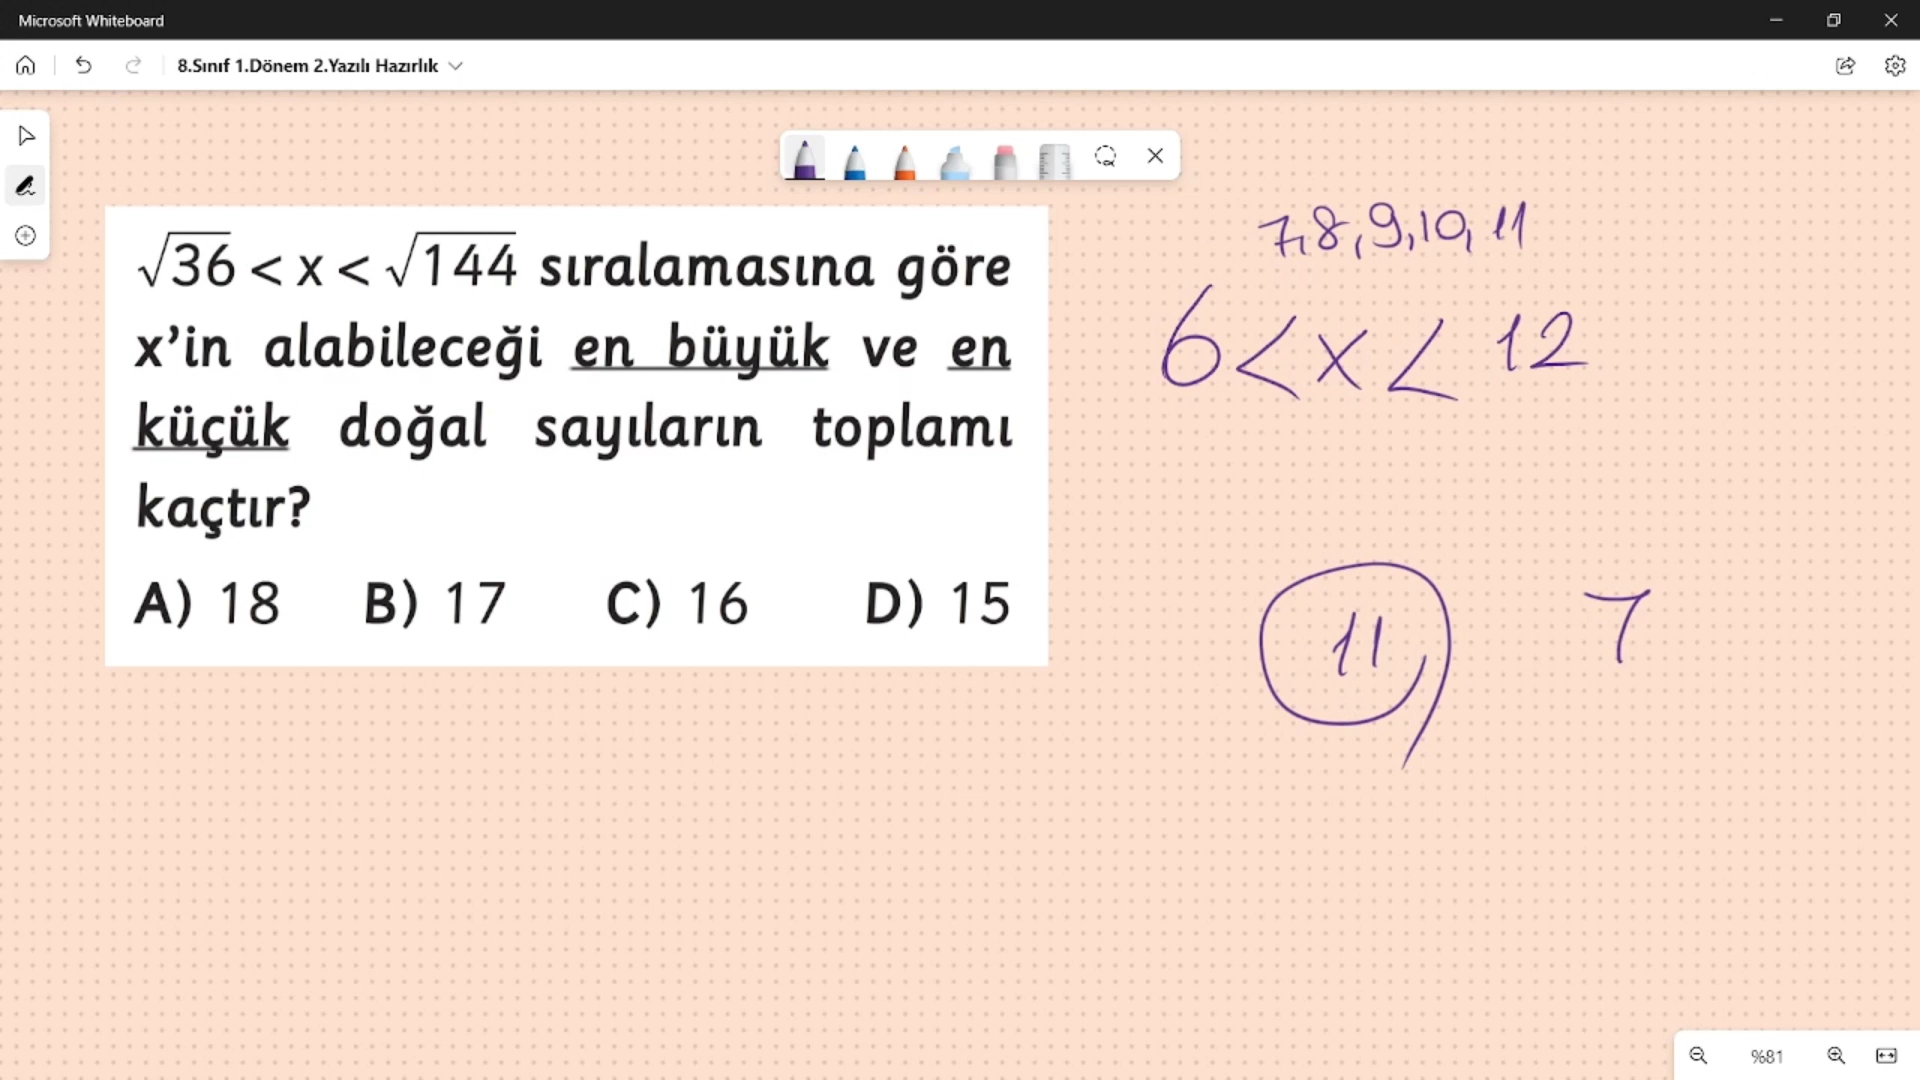 Microsoft Whiteboard
8.Sınıf 1.Dönem 2.Yazılı Hazırlık
√36 < x < √144 sıralamasına göre
x'in alabileceği en büyük ve en
küçük doğal sayıların toplamı
kaçtır?
A) 18 B) 17 C) 16 D) 15
7,8,9,10,11
6<x<12
11 7
%81